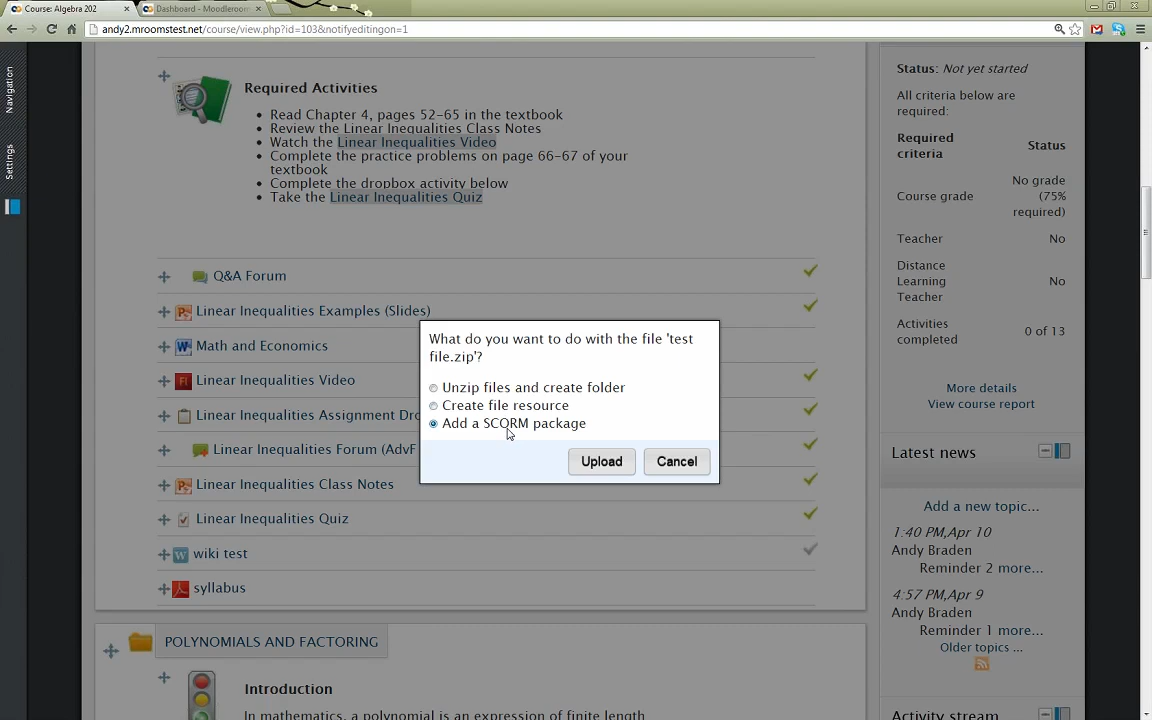 Course: Algebra 202
Dashboard - Moodleroom
andy2.mroomstest.net/course/view.php?id=103&notifyeditingon=1
Navigation
Settings
Required Activities
Read Chapter 4, pages 52-65 in the textbook
Review the Linear Inequalities Class Notes
Watch the Linear Inequalities Video
Complete the practice problems on page 66-67 of your
textbook
Complete the dropbox activity below
Take the Linear Inequalities Quiz
Q&A Forum
Linear Inequalities Examples (Slides)
Math and Economics
Linear Inequalities Video
Linear Inequalities Assignment Dro
Linear Inequalities Forum (AdvF
Linear Inequalities Class Notes
Linear Inequalities Quiz
wiki test
syllabus
POLYNOMIALS AND FACTORING
Introduction
In mathematics, a polynomial is an expression of finite length
What do you want to do with the file 'test
file.zip'?
Unzip files and create folder
Create file resource
Add a SCORM package
Upload
Cancel
Status: Not yet started
All criteria below are
required:
Required
criteria
Status
Course grade
No grade
(75%
required)
Teacher
No
Distance
Learning
Teacher
No
Activities
completed
0 of 13
More details
View course report
Latest news
Add a new topic...
1:40 PM,Apr 10
Andy Braden
Reminder 2 more...
4:57 PM,Apr 9
Andy Braden
Reminder 1 more...
Older topics ...
Activity stream